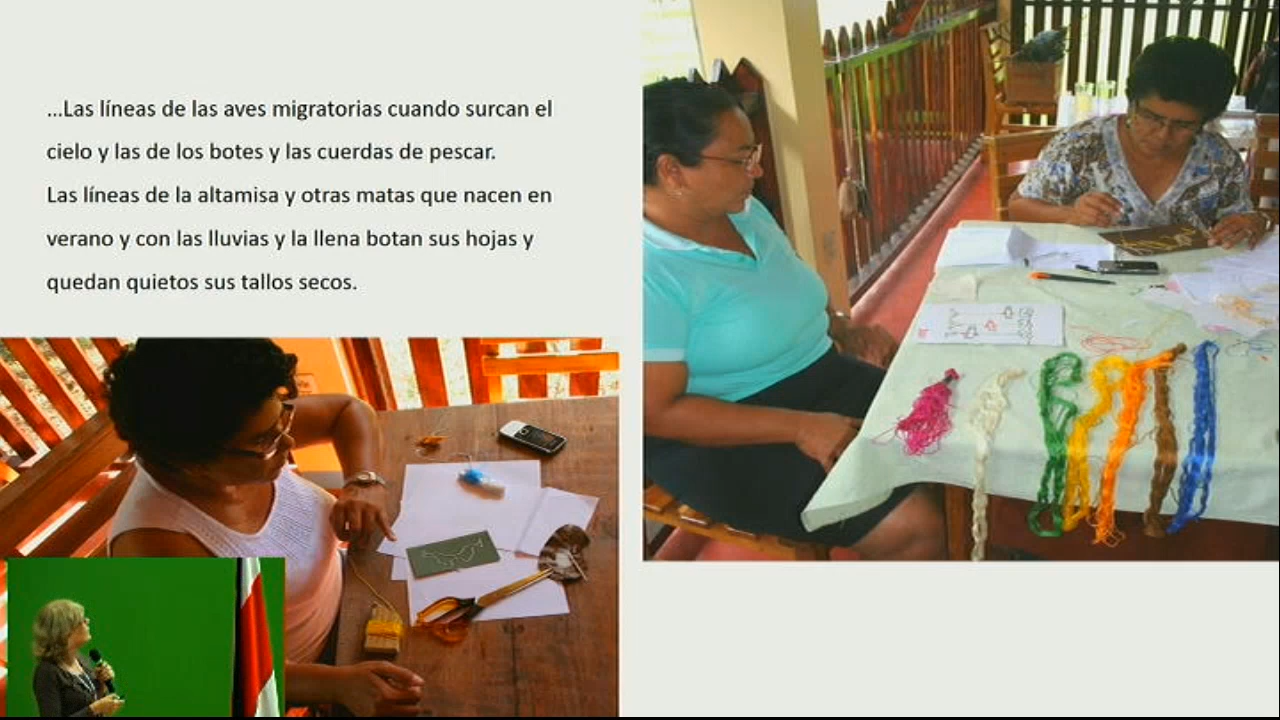 ...Las líneas de las aves migratorias cuando surcan el
cielo y las de los botes y las cuerdas de pescar.
Las líneas de la altamisa y otras matas que nacen en
verano y con las lluvias y la llena botan sus hojas y
quedan quietos sus tallos secos.